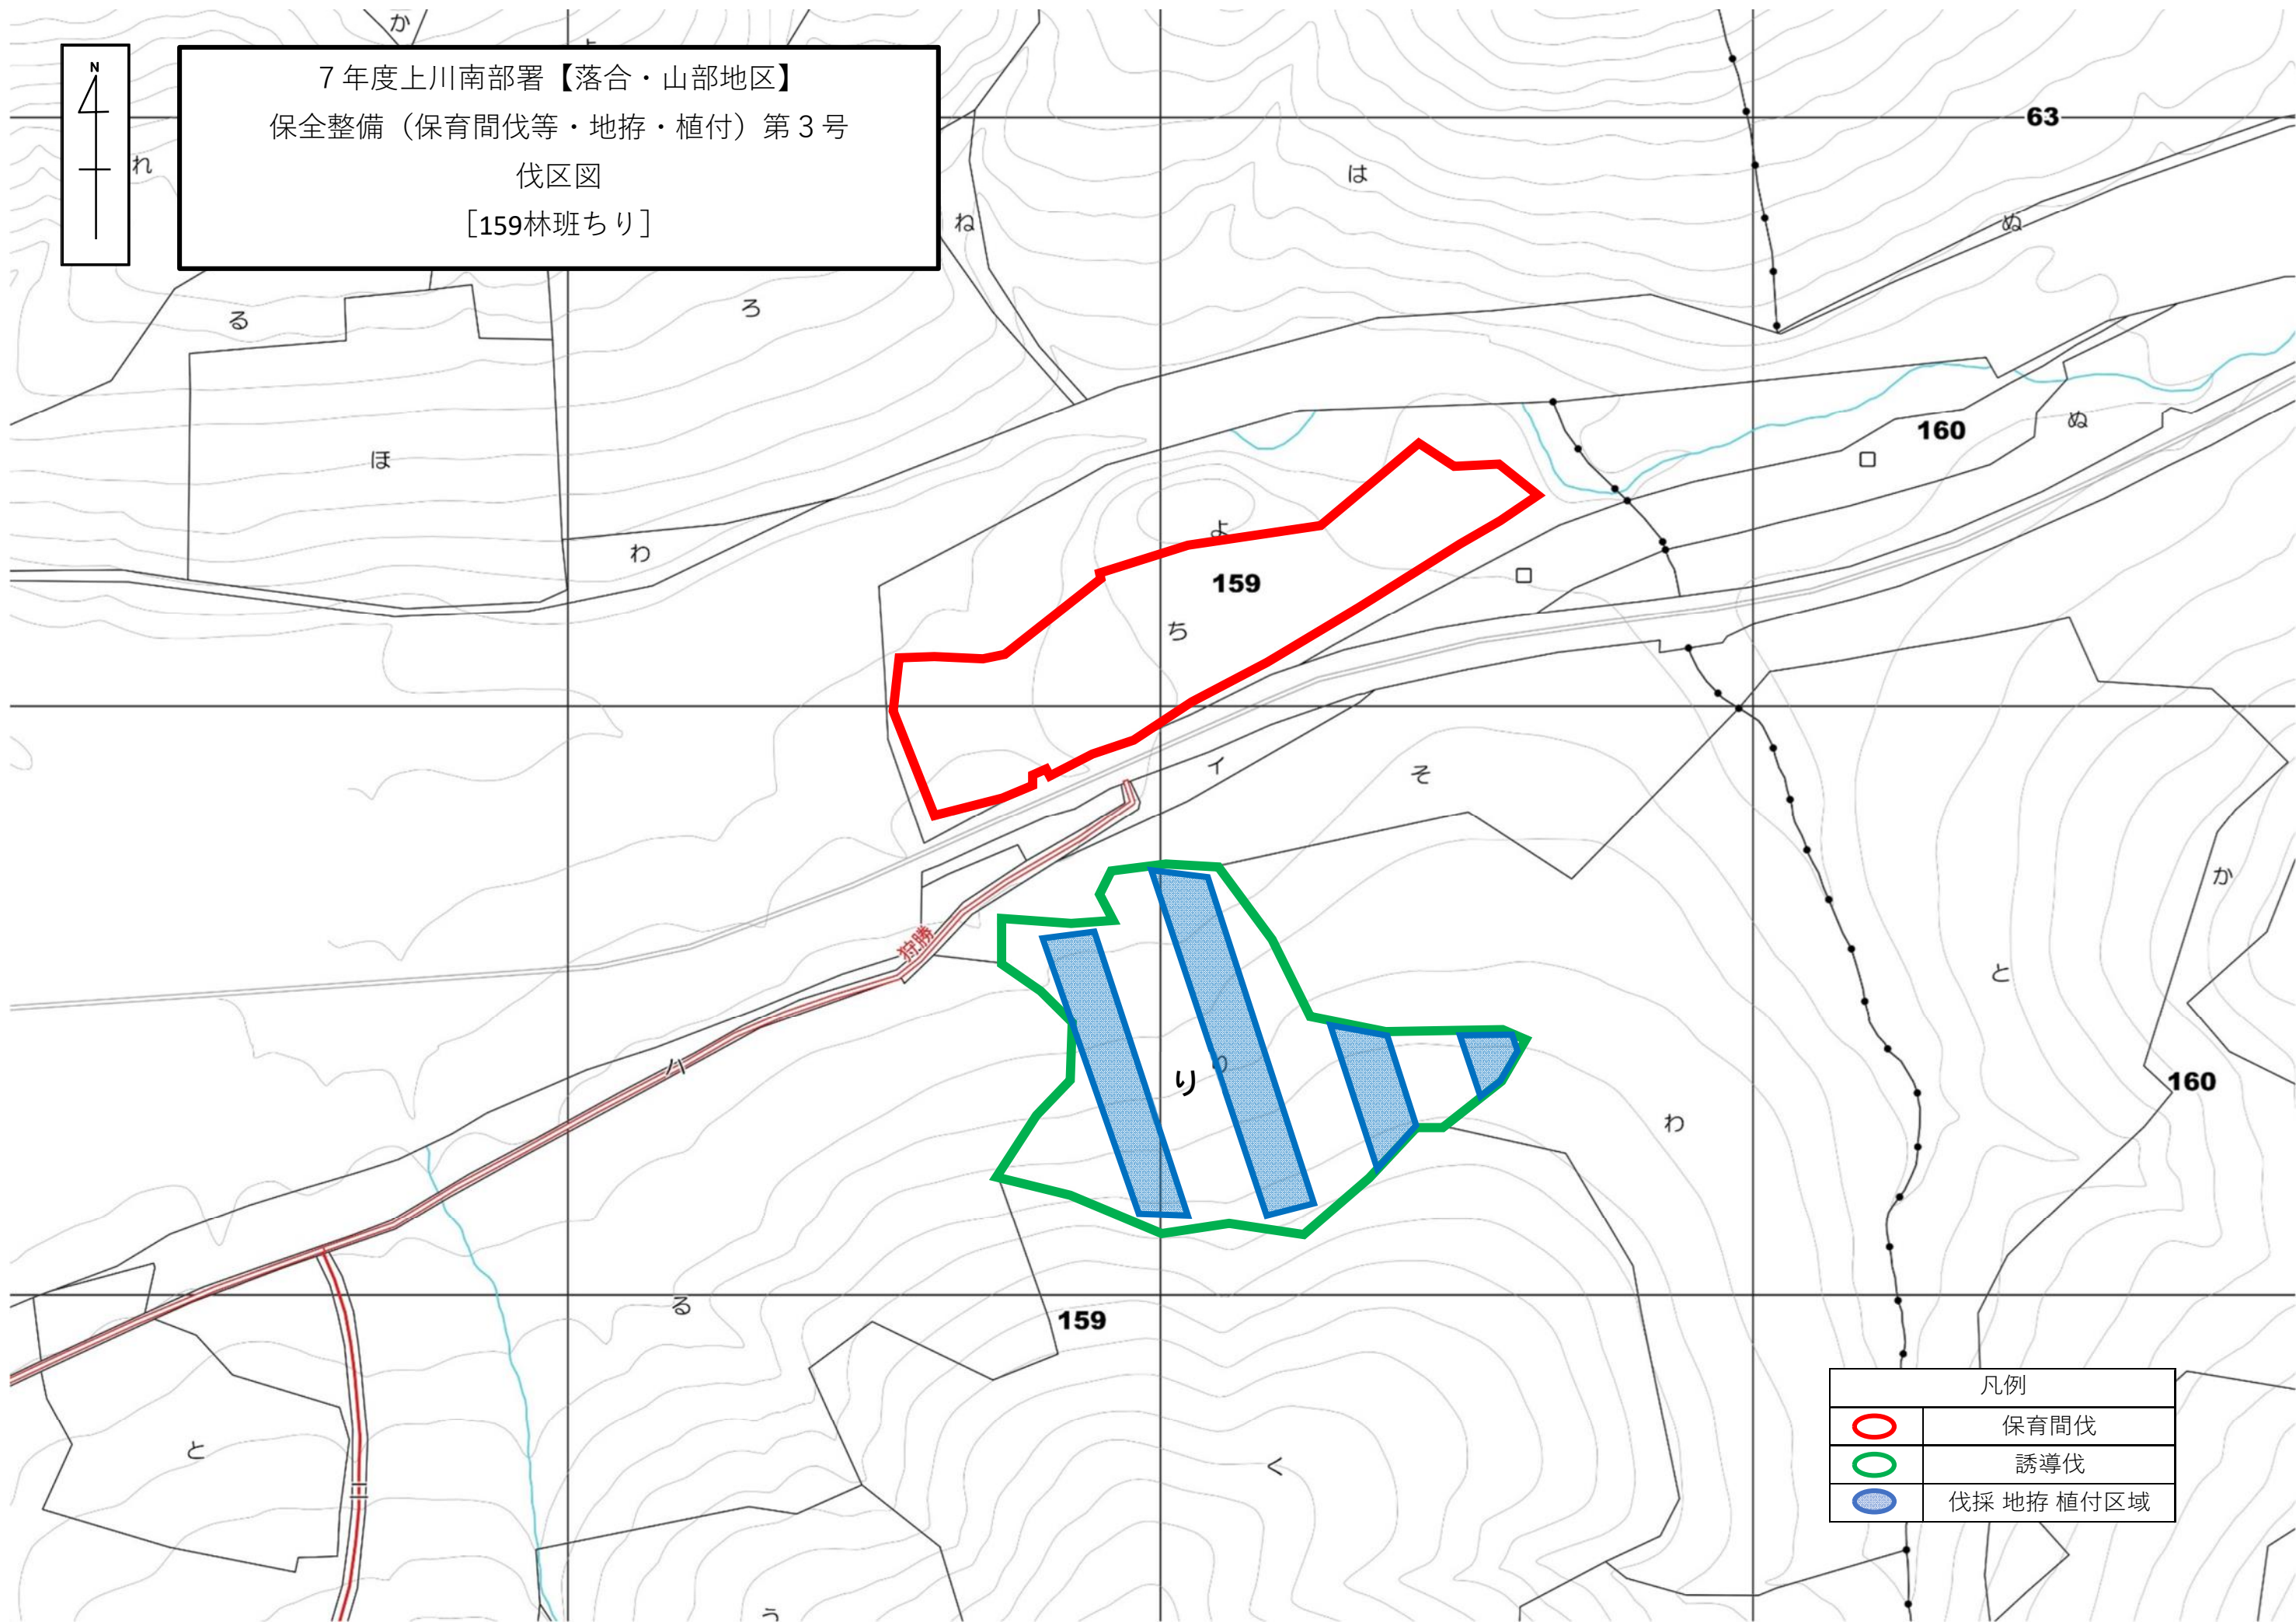 か
N
7年度上川南部署【落合・山部地区】
保全整備（保育間伐等・地拵・植付）第3号
伐区図
［159林班ちり］
れ
ね
は
63
ぬ
る
ろ
ほ
わ
よ
159
ち
160
ぬ
イ
そ
か
狩勝
と
ハ
り
り
わ
160
る
159
と
ニ
く
う
凡例
保育間伐
誘導伐
伐採 地拵 植付区域